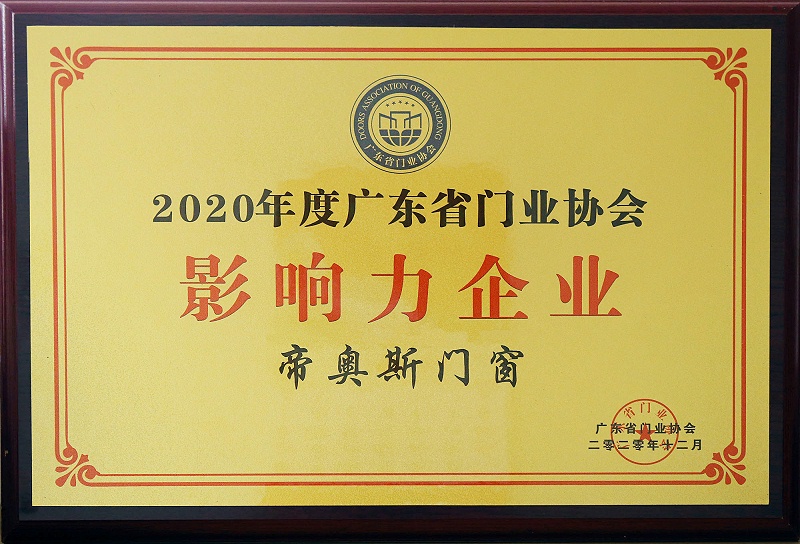 DOORS ASSOCIATION OF GUANGDONG
广东省门业协会
2020年度广东省门业协会
影响力企业
帝奥斯门窗
广东省门业协会
二零二零年十二月